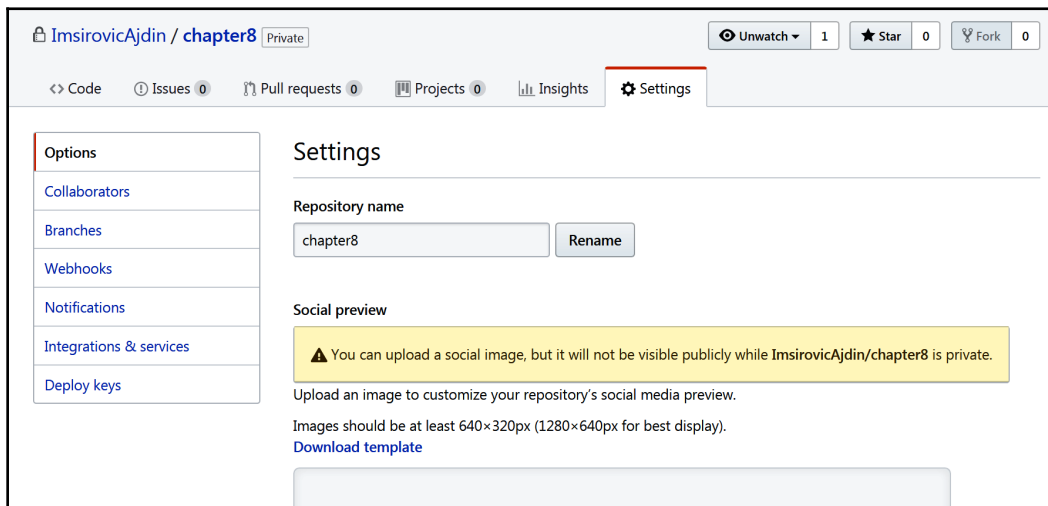 ImsirovicAjdin / chapter8 Private
Unwatch 1 Star 0 Fork 0
Code Issues 0 Pull requests 0 Projects 0 Insights Settings
Options
Collaborators
Branches
Webhooks
Notifications
Integrations & services
Deploy keys
Settings
Repository name
chapter8 Rename
Social preview
You can upload a social image, but it will not be visible publicly while ImsirovicAjdin/chapter8 is private.
Upload an image to customize your repository's social media preview.
Images should be at least 640×320px (1280×640px for best display).
Download template